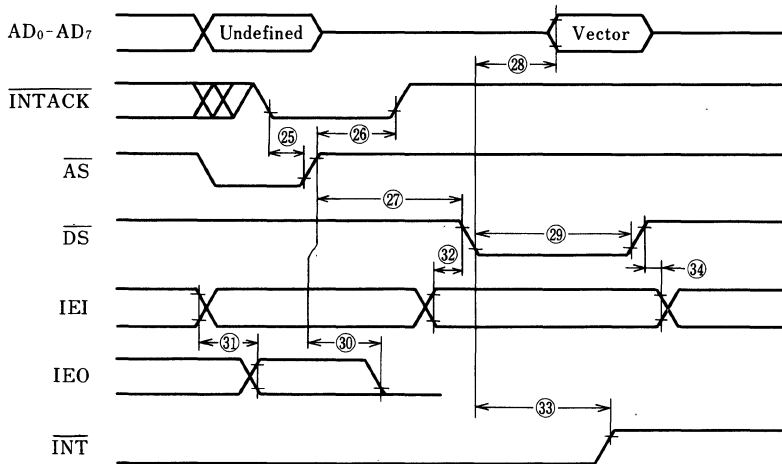 AD₀-AD₇ Undefined Vector
㉘
INTACK
㉕ ㉖
AS
㉗
DS
㉙
㉜ ㉞
IEI
㉛ ㉚
IEO
㉝
INT